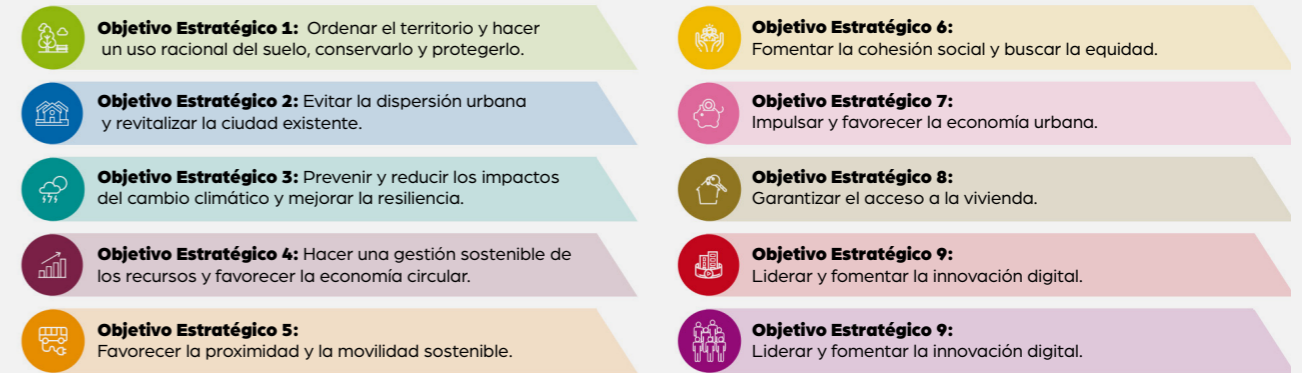 Objetivo Estratégico 1: Ordenar el territorio y hacer
un uso racional del suelo, conservarlo y protegerlo.
Objetivo Estratégico 2: Evitar la dispersión urbana
y revitalizar la ciudad existente.
Objetivo Estratégico 3: Prevenir y reducir los impactos
del cambio climático y mejorar la resiliencia.
Objetivo Estratégico 4: Hacer una gestión sostenible de
los recursos y favorecer la economía circular.
Objetivo Estratégico 5:
Favorecer la proximidad y la movilidad sostenible.
Objetivo Estratégico 6:
Fomentar la cohesión social y buscar la equidad.
Objetivo Estratégico 7:
Impulsar y favorecer la economía urbana.
Objetivo Estratégico 8:
Garantizar el acceso a la vivienda.
Objetivo Estratégico 9:
Liderar y fomentar la innovación digital.
Objetivo Estratégico 9:
Liderar y fomentar la innovación digital.